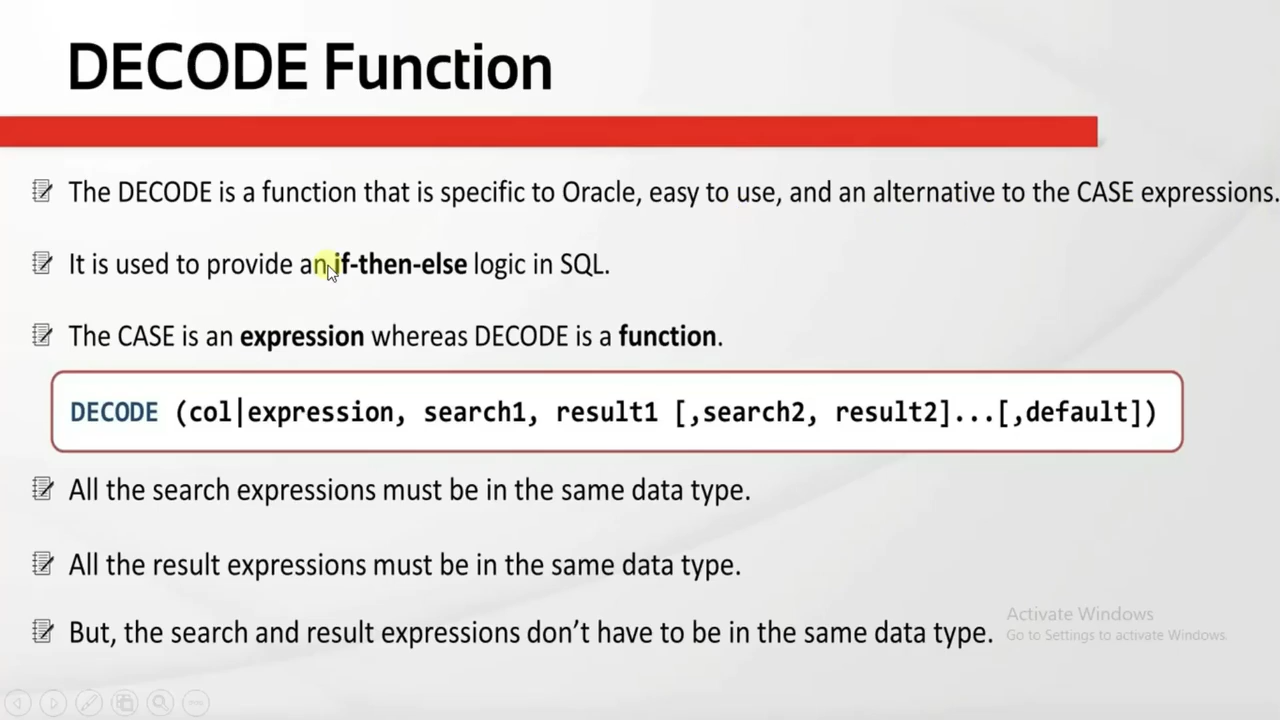 DECODE Function
The DECODE is a function that is specific to Oracle, easy to use, and an alternative to the CASE expressions.
It is used to provide an if-then-else logic in SQL.
The CASE is an expression whereas DECODE is a function.
DECODE (col|expression, search1, result1 [,search2, result2]...[,default])
All the search expressions must be in the same data type.
All the result expressions must be in the same data type.
But, the search and result expressions don’t have to be in the same data type.
Activate Windows
Go to Settings to activate Windows.